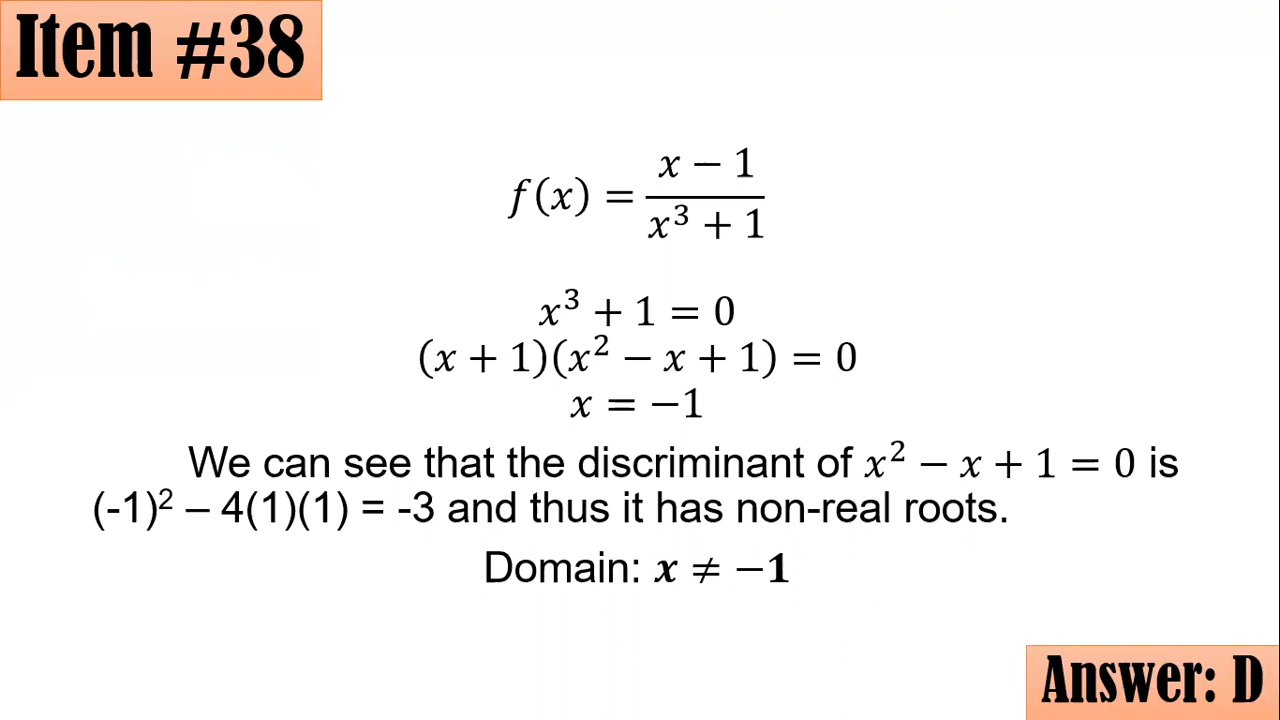 Item #38
f(x) = \frac{x - 1}{x^3 + 1}
x³ + 1 = 0
(x + 1)(x² − x + 1) = 0
x = −1
We can see that the discriminant of x² − x + 1 = 0 is
(-1)² – 4(1)(1) = -3 and thus it has non-real roots.
Domain: x ≠ −1
Answer: D